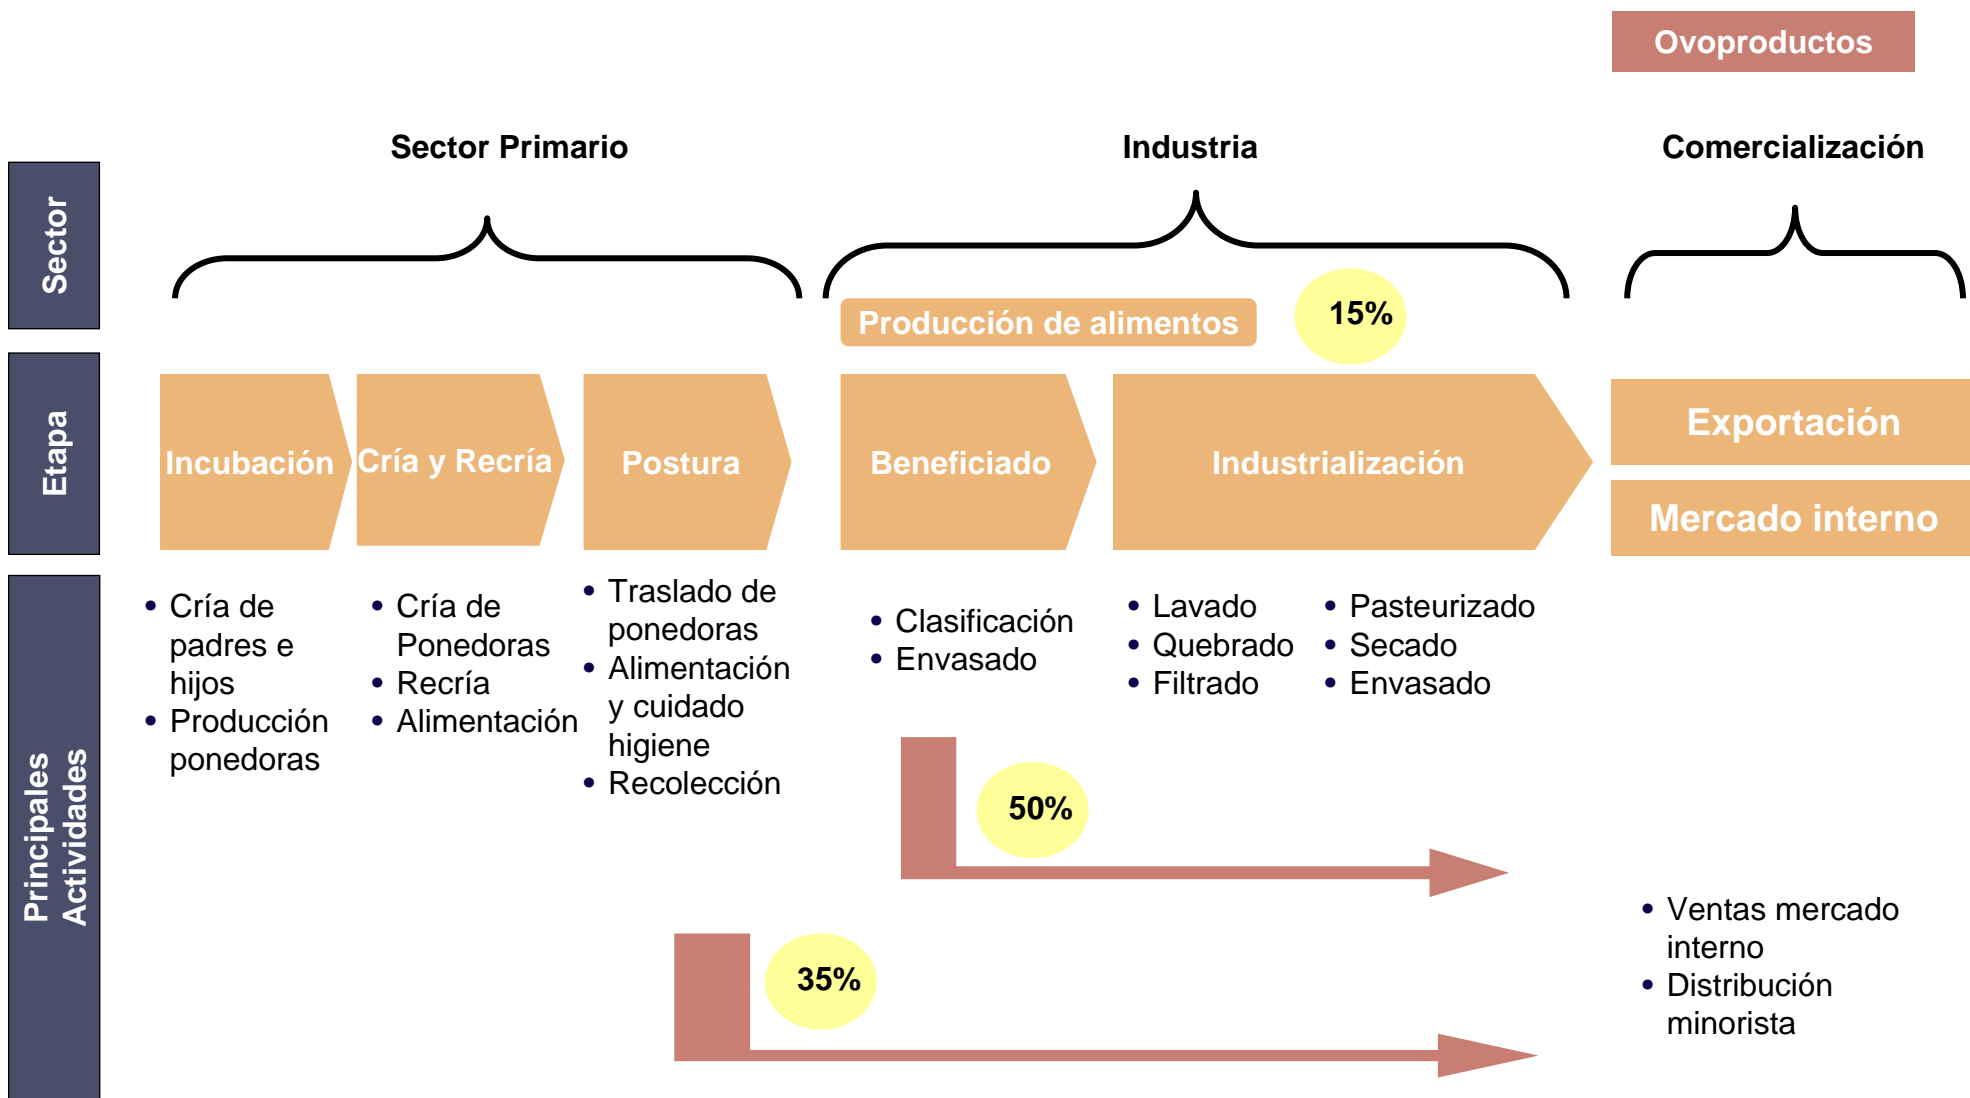 Ovoproductos
Sector Primario
Industria
Comercialización
Sector
Producción de alimentos
15%
Etapa
Incubación
Cría y Recría
Postura
Beneficiado
Industrialización
Exportación
Mercado interno
Principales
Actividades
• Cría de
padres e
hijos
• Producción
ponedoras
• Cría de
Ponedoras
• Recría
• Alimentación
• Traslado de
ponedoras
• Alimentación
y cuidado
higiene
• Recolección
• Clasificación
• Envasado
• Lavado
• Quebrado
• Filtrado
• Pasteurizado
• Secado
• Envasado
50%
35%
• Ventas mercado
interno
• Distribución
minorista